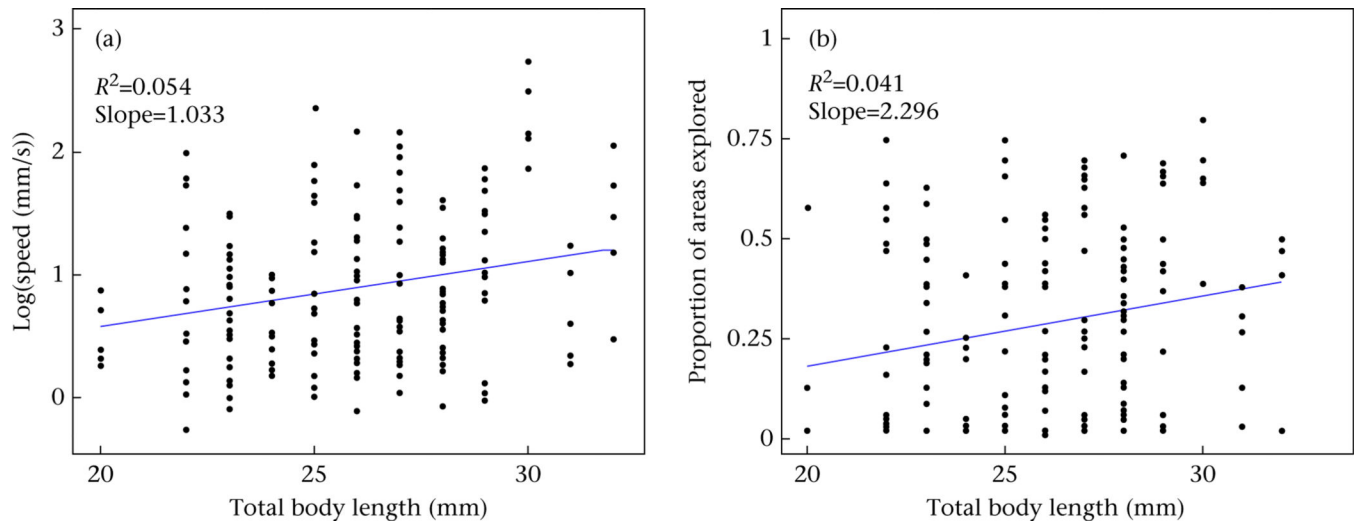 (a)
R²=0.054
Slope=1.033
3
2
1
0
Log(speed (mm/s))
20 25 30
Total body length (mm)
(b)
R²=0.041
Slope=2.296
1
0.75
0.5
0.25
0
Proportion of areas explored
20 25 30
Total body length (mm)